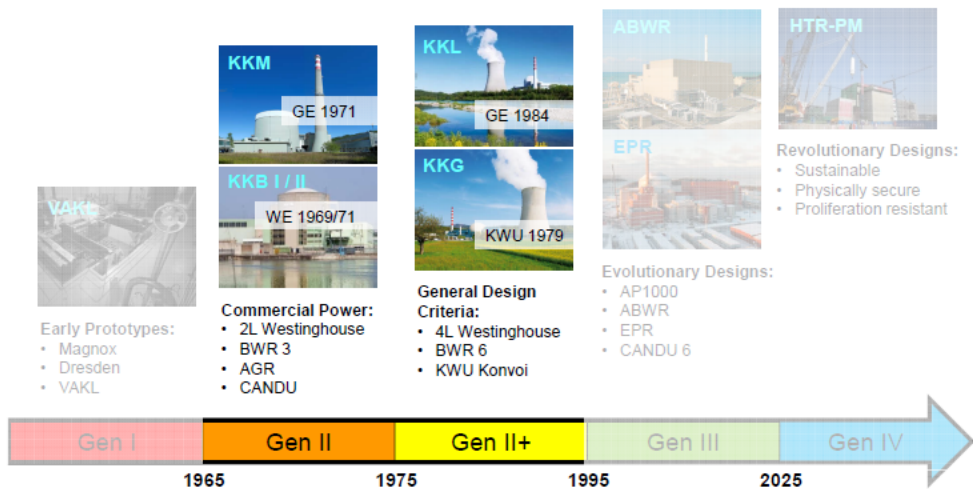 VAKL
Early Prototypes:
• Magnox
• Dresden
• VAKL
KKM
GE 1971
KKB I / II
WE 1969/71
Commercial Power:
• 2L Westinghouse
• BWR 3
• AGR
• CANDU
KKL
GE 1984
KKG
KWU 1979
General Design
Criteria:
• 4L Westinghouse
• BWR 6
• KWU Konvoi
ABWR
EPR
Evolutionary Designs:
• AP1000
• ABWR
• EPR
• CANDU 6
HTR-PM
Revolutionary Designs:
• Sustainable
• Physically secure
• Proliferation resistant
Gen I
Gen II
Gen II+
Gen III
Gen IV
1965
1975
1995
2025